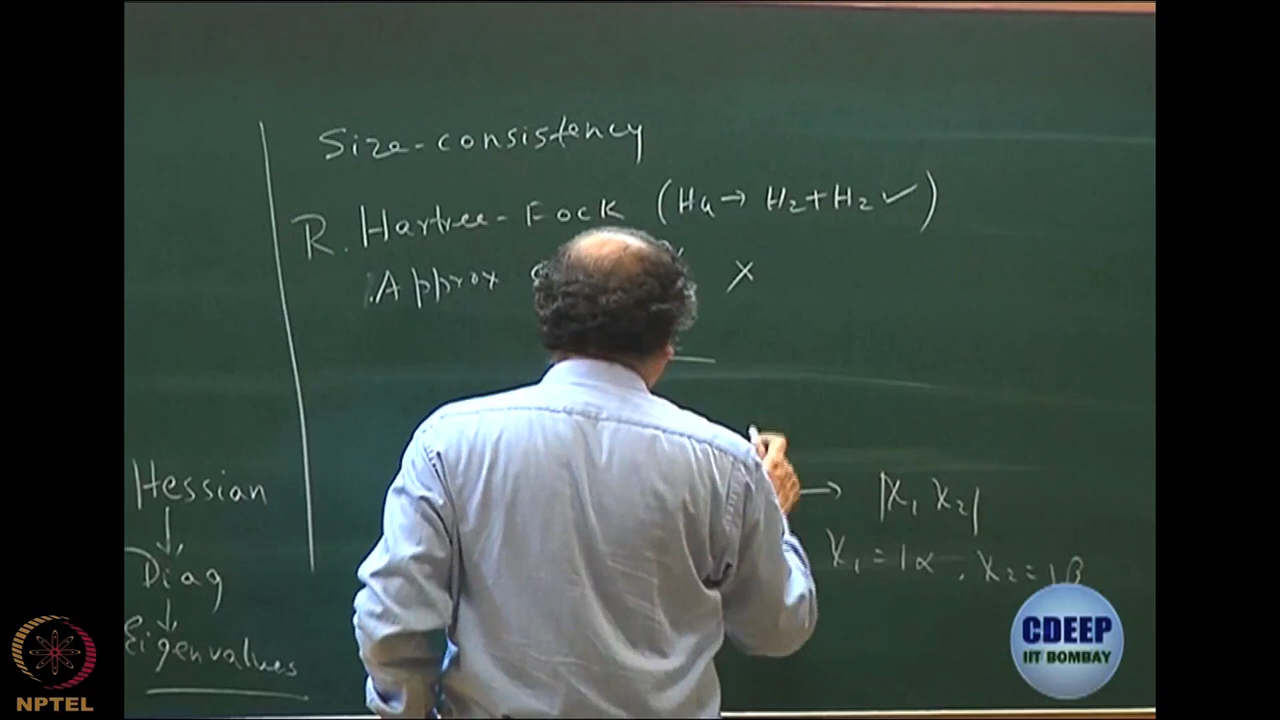 Size-consistency
R. Hartree-Fock (H4 → H2+H2 ✓)
Approx X
→ |χ1 χ2|
χ1 = 1α, χ2 = 1β
Hessian
↓
Diag
↓
Eigenvalues
NPTEL
CDEEP
IIT BOMBAY